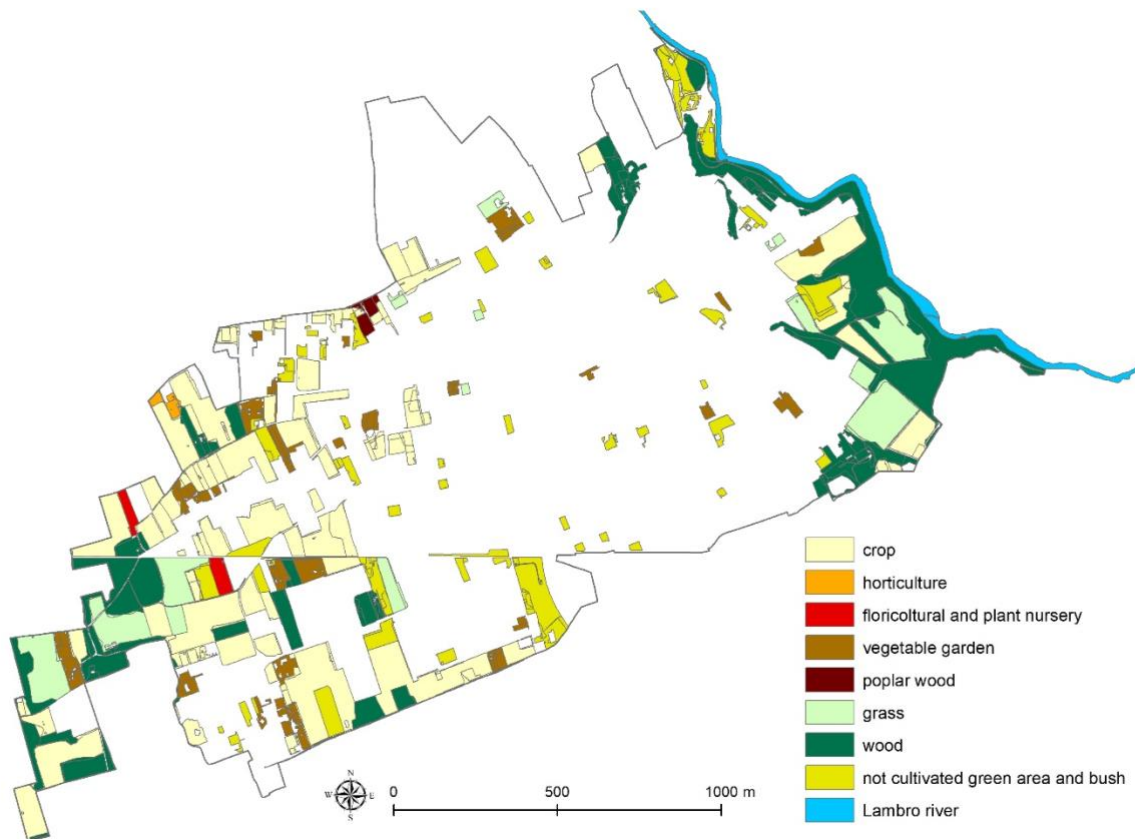 crop
horticulture
floricoltural and plant nursery
vegetable garden
poplar wood
grass
wood
not cultivated green area and bush
Lambro river
N
W E
S
0 500 1000 m